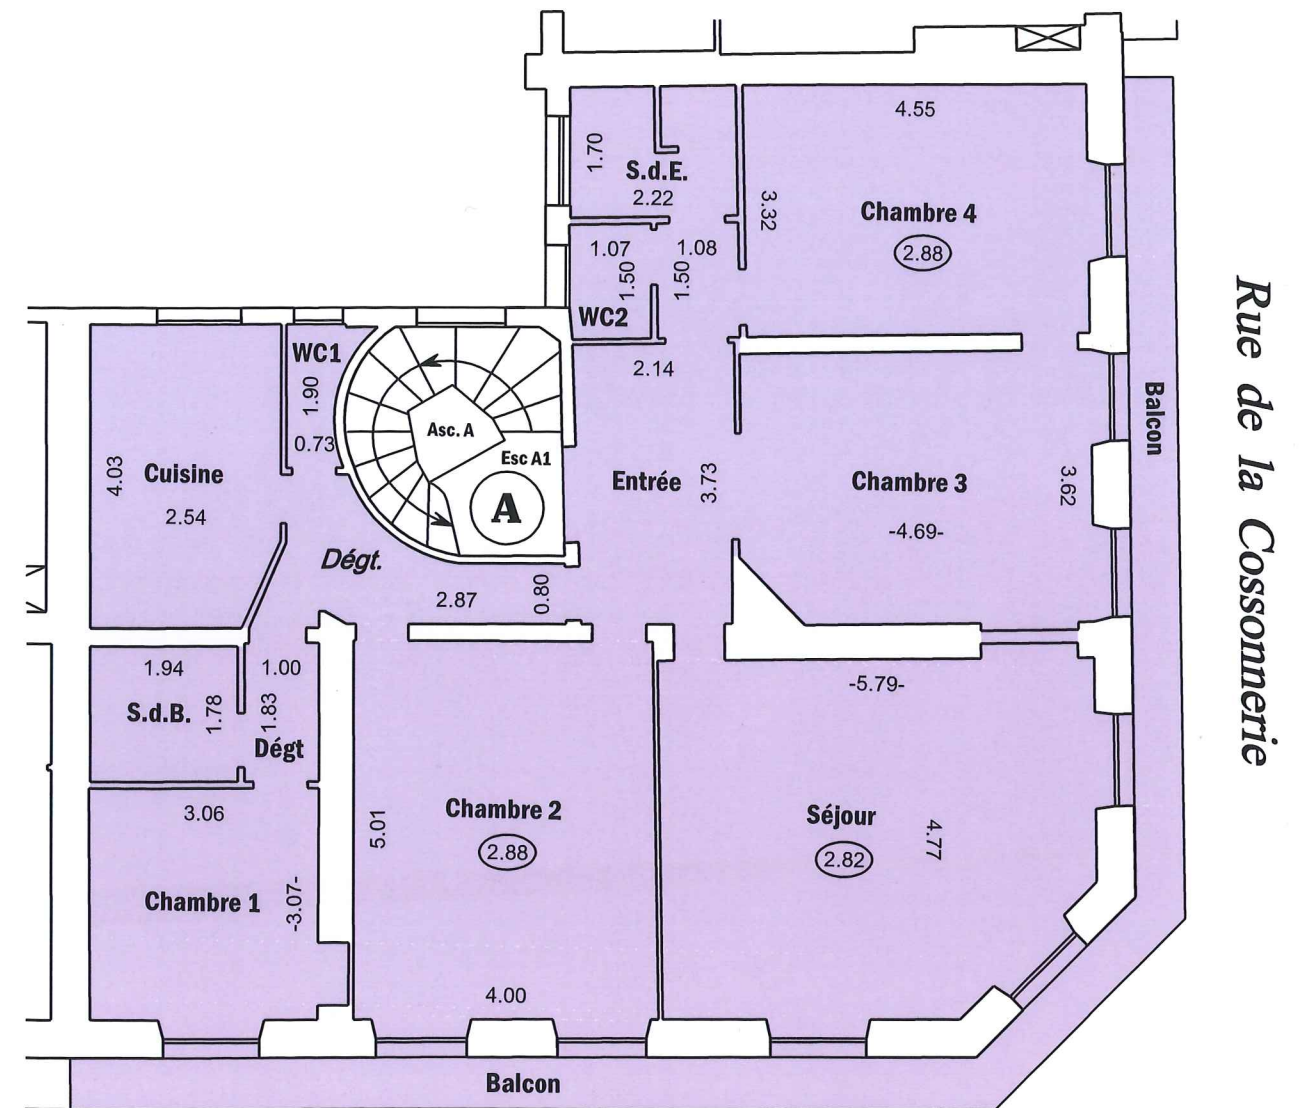 4.55
1.70
S.d.E.
2.22
3.32
Chambre 4
2.88
1.07
1.08
1.50
1.50
WC2
WC1
2.14
1.90
0.73
Asc. A
Esc A1
A
Cuisine
4.03
2.54
Entrée
3.73
Chambre 3
-4.69-
3.62
Balcon
Rue de la Cossonnerie
Dégt.
2.87
0.80
1.94
1.00
S.d.B.
1.78
1.83
Dégt
-5.79-
3.06
Chambre 2
2.88
5.01
Séjour
2.82
4.77
Chambre 1
-3.07-
4.00
Balcon